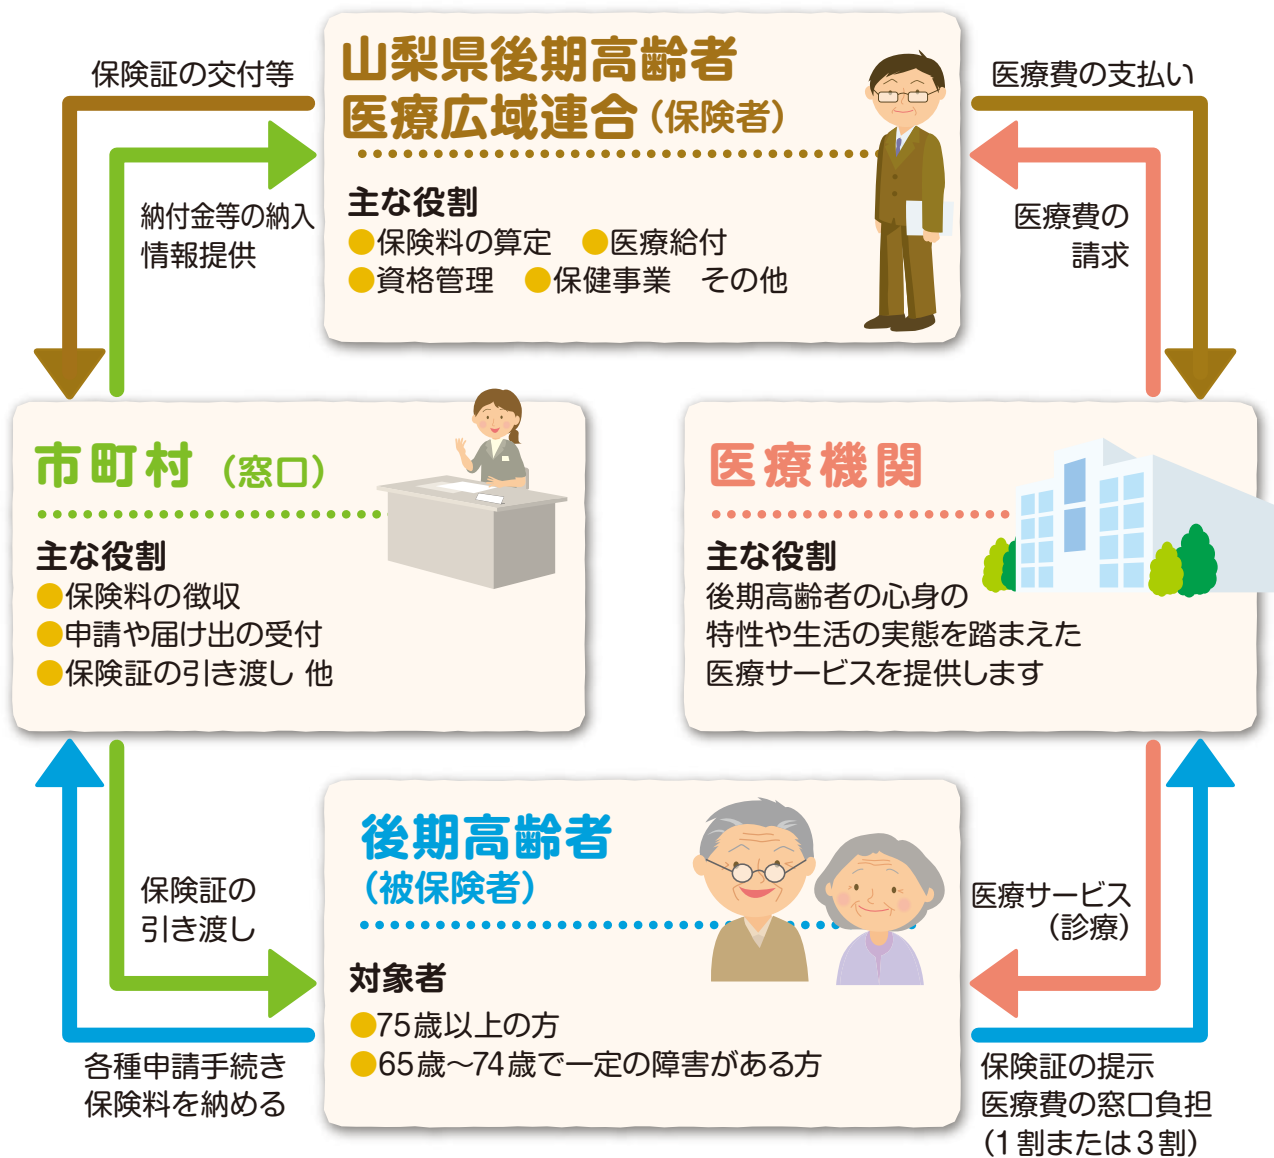 保険証の交付等
山梨県後期高齢者
医療広域連合（保険者）
医療費の支払い
納付金等の納入
情報提供
主な役割
●保険料の算定　●医療給付
●資格管理　●保健事業　その他
医療費の
請求
市町村（窓口）
主な役割
●保険料の徴収
●申請や届け出の受付
●保険証の引き渡し 他
医療機関
主な役割
後期高齢者の心身の
特性や生活の実態を踏まえた
医療サービスを提供します
保険証の
引き渡し
後期高齢者
（被保険者）
対象者
●75歳以上の方
●65歳〜74歳で一定の障害がある方
医療サービス
（診療）
各種申請手続き
保険料を納める
保険証の提示
医療費の窓口負担
（1割または3割）